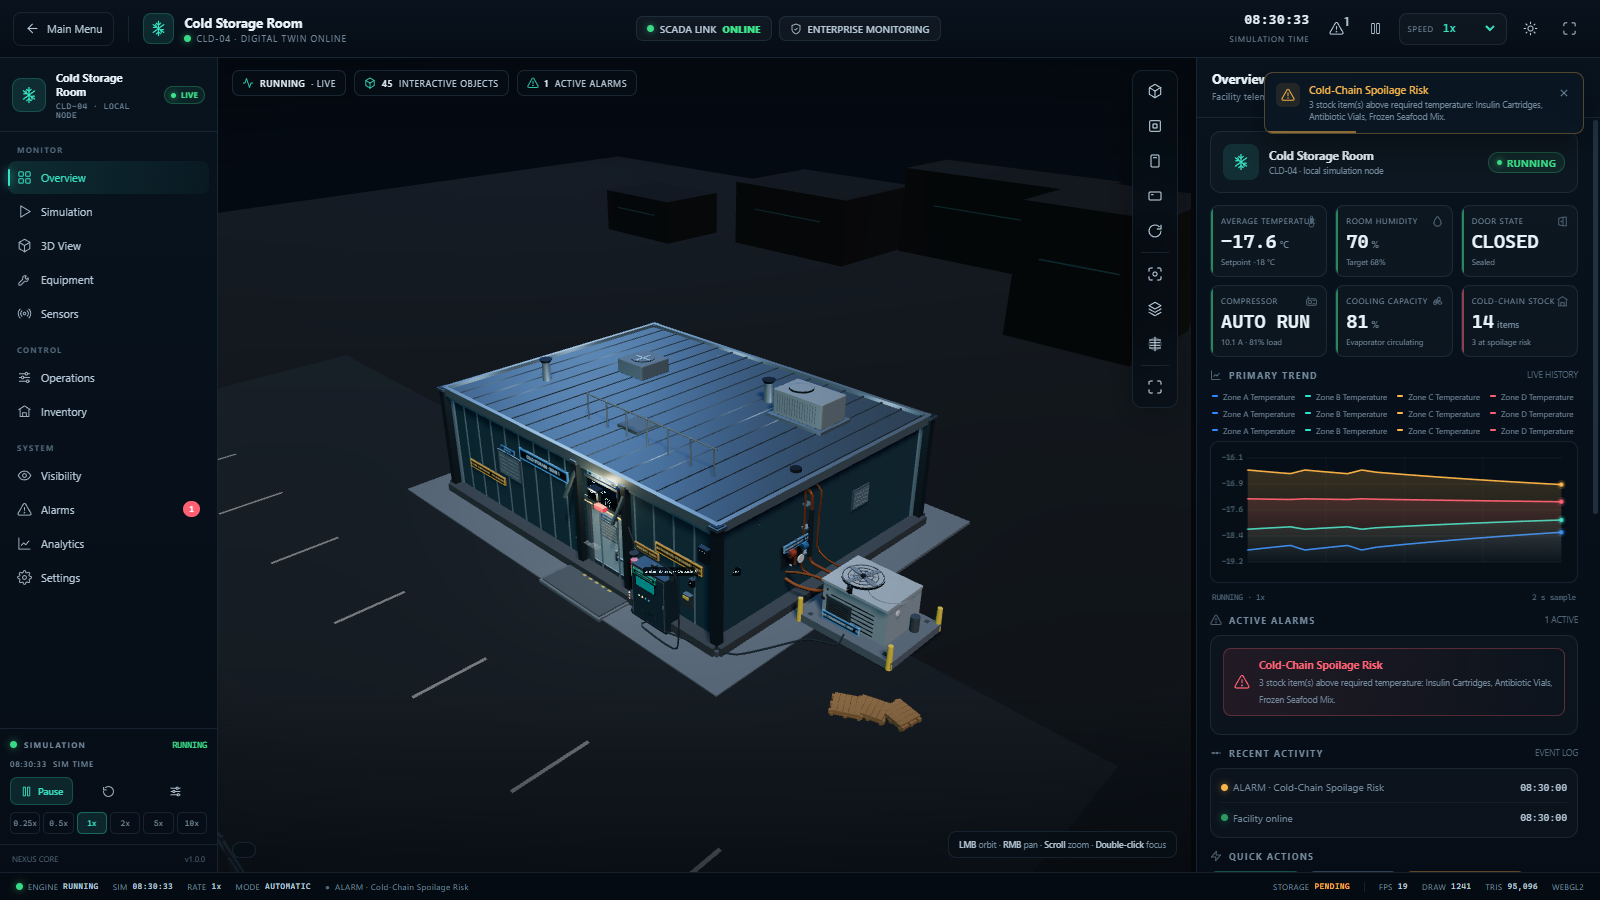 Main Menu
Cold Storage Room
CLD-04 · DIGITAL TWIN ONLINE
SCADA LINK ONLINE
ENTERPRISE MONITORING
08:30:33
SIMULATION TIME
1
SPEED 1x
Cold Storage Room
CLD-04 · LOCAL NODE
LIVE
MONITOR
Overview
Simulation
3D View
Equipment
Sensors
CONTROL
Operations
Inventory
SYSTEM
Visibility
Alarms
1
Analytics
Settings
SIMULATION
RUNNING
08:30:33 SIM TIME
Pause
0.25x 0.5x 1x 2x 5x 10x
NEXUS CORE
v1.0.0
RUNNING · LIVE
45 INTERACTIVE OBJECTS
1 ACTIVE ALARMS
LMB orbit · RMB pan · Scroll zoom · Double-click focus
Overview
Facility telem
Cold-Chain Spoilage Risk
3 stock item(s) above required temperature: Insulin Cartridges,
Antibiotic Vials, Frozen Seafood Mix.
Cold Storage Room
CLD-04 · local simulation node
RUNNING
AVERAGE TEMPERATUR
−17.6 °C
Setpoint -18 °C
ROOM HUMIDITY
70 %
Target 68%
DOOR STATE
CLOSED
Sealed
COMPRESSOR
AUTO RUN
10.1 A · 81% load
COOLING CAPACITY
81 %
Evaporator circulating
COLD-CHAIN STOCK
14 items
3 at spoilage risk
PRIMARY TREND
LIVE HISTORY
Zone A Temperature Zone B Temperature Zone C Temperature Zone D Temperature
Zone A Temperature Zone B Temperature Zone C Temperature Zone D Temperature
Zone A Temperature Zone B Temperature Zone C Temperature Zone D Temperature
−16.1
−16.9
−17.6
−18.4
−19.2
RUNNING · 1x
2 s sample
ACTIVE ALARMS
1 ACTIVE
Cold-Chain Spoilage Risk
3 stock item(s) above required temperature: Insulin Cartridges, Antibiotic Vials,
Frozen Seafood Mix.
RECENT ACTIVITY
EVENT LOG
ALARM · Cold-Chain Spoilage Risk
08:30:00
Facility online
08:30:00
QUICK ACTIONS
ENGINE RUNNING SIM 08:30:33 RATE 1x MODE AUTOMATIC ALARM · Cold-Chain Spoilage Risk
STORAGE PENDING FPS 19 DRAW 1241 TRIS 95,096 WEBGL2